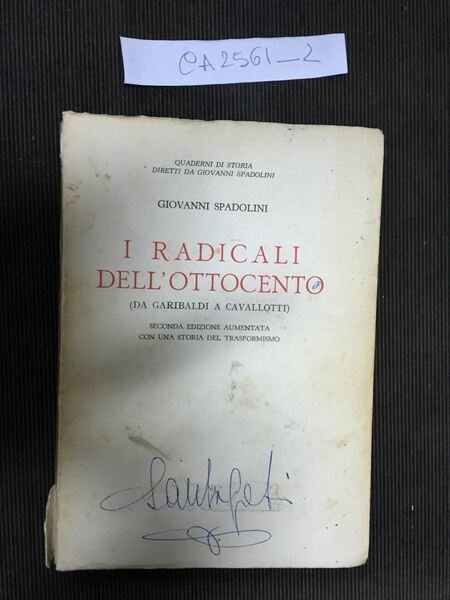 CA2561_2
QUADERNI DI STORIA
DIRETTI DA GIOVANNI SPADOLINI
GIOVANNI SPADOLINI
I RADICALI
DELL'OTTOCENTO
(DA GARIBALDI A CAVALLOTTI)
SECONDA EDIZIONE AUMENTATA
CON UNA STORIA DEL TRASFORMISMO